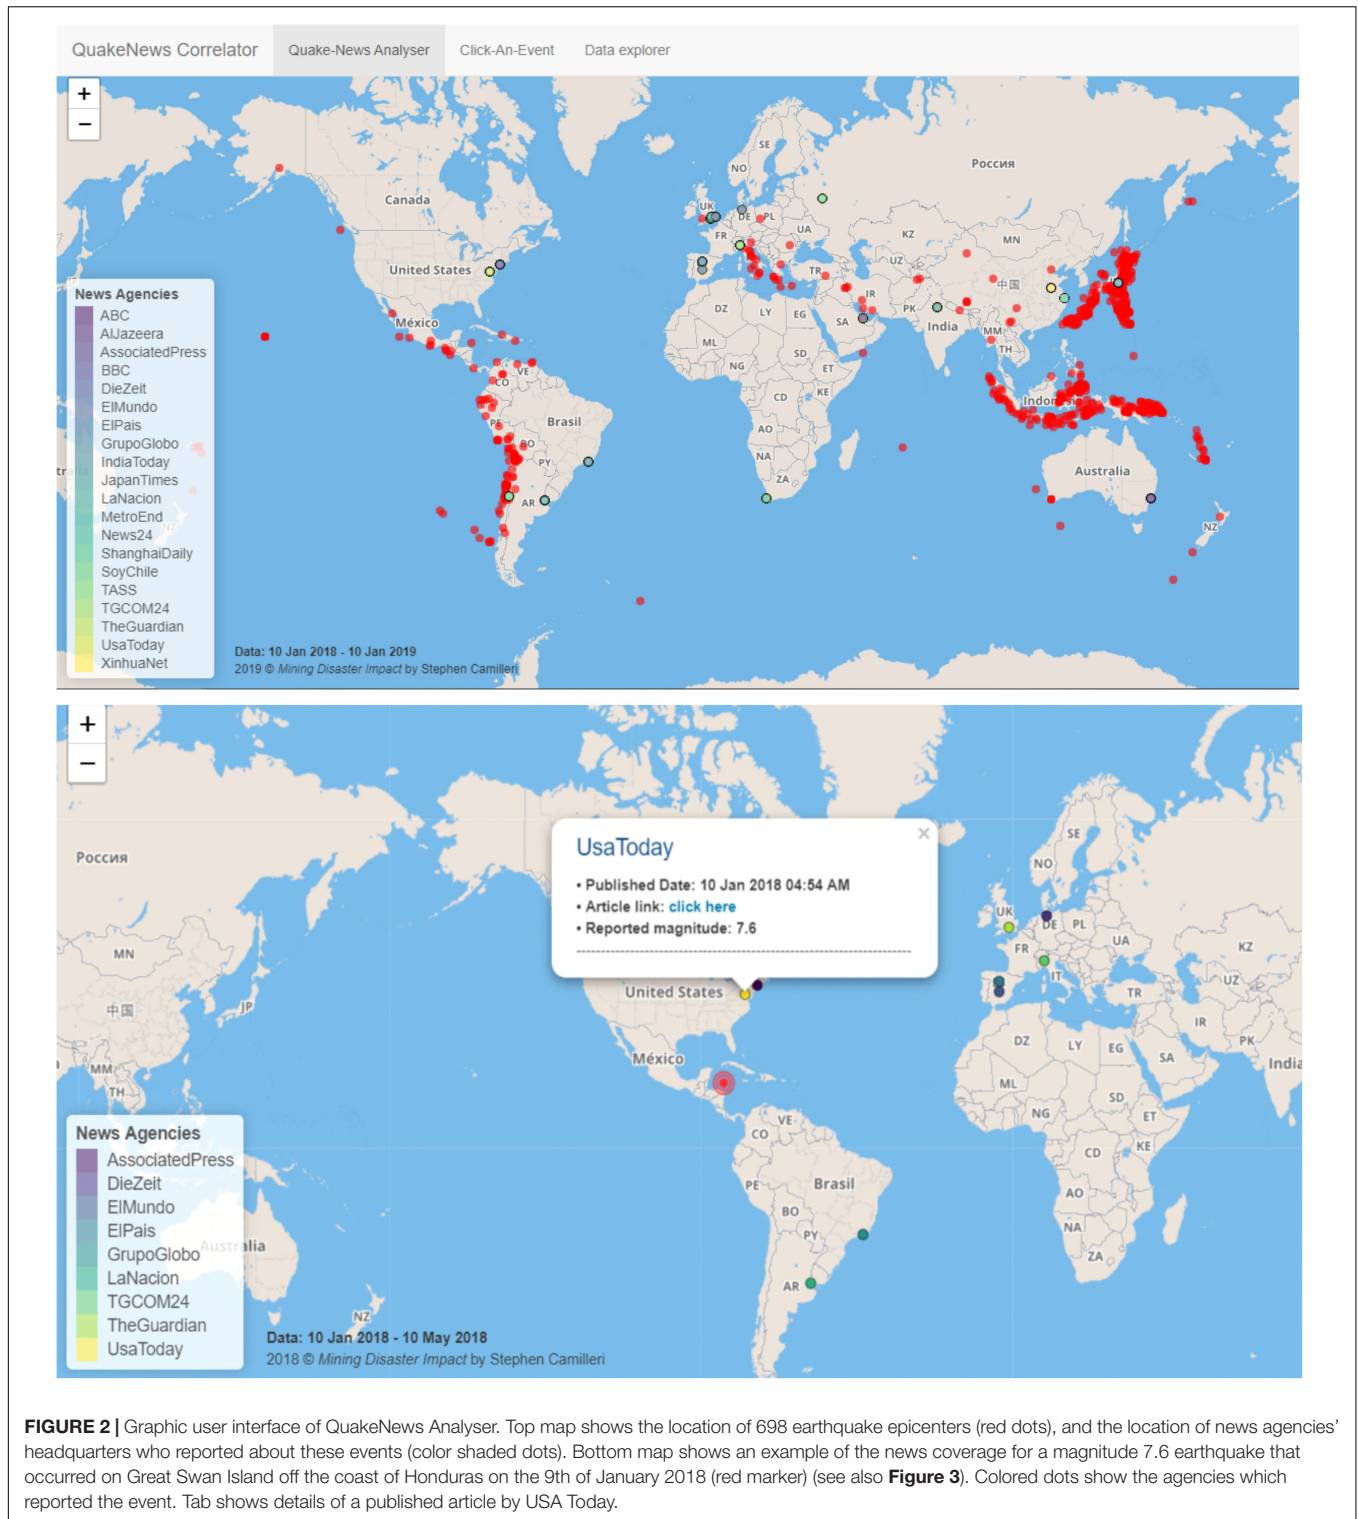 QuakeNews Correlator Quake-News Analyser Click-An-Event Data explorer
+
−
SE
NO
Россия
Canada
UK
DE PL
UA
FR
KZ
MN
United States
UZ
TR
中国
News Agencies
ABC
AlJazeera
AssociatedPress
BBC
DieZeit
ElMundo
ElPais
GrupoGlobo
IndiaToday
JapanTimes
LaNacion
MetroEnd
News24
ShanghaiDaily
SoyChile
TASS
TGCOM24
TheGuardian
UsaToday
XinhuaNet
IR
PK
DZ
LY
EG
SA
India
México
MM
TH
ML
SD
NG
ET
VE
CO
CD
KE
Indonesia
PE
Brasil
AO
BO
PY
NA
ZA
Australia
AR
NZ
NZ
Data: 10 Jan 2018 - 10 Jan 2019
2019 © Mining Disaster Impact by Stephen Camilleri
+
−
UsaToday
×
• Published Date: 10 Jan 2018 04:54 AM
• Article link: click here
• Reported magnitude: 7.6
Россия
SE
NO
UK
DE PL
UA
FR
KZ
MN
IT
UZ
TR
United States
中国
JP
IR
DZ
LY
EG
PK
SA
India
México
MM
TH
ML
SD
NG
ET
VE
CO
CD
KE
PE
Brasil
AO
BO
PY
NA
ZA
AR
Australia
NZ
News Agencies
AssociatedPress
DieZeit
ElMundo
ElPais
GrupoGlobo
LaNacion
TGCOM24
TheGuardian
UsaToday
Data: 10 Jan 2018 - 10 May 2018
2018 © Mining Disaster Impact by Stephen Camilleri
FIGURE 2 | Graphic user interface of QuakeNews Analyser. Top map shows the location of 698 earthquake epicenters (red dots), and the location of news agencies'
headquarters who reported about these events (color shaded dots). Bottom map shows an example of the news coverage for a magnitude 7.6 earthquake that
occurred on Great Swan Island off the coast of Honduras on the 9th of January 2018 (red marker) (see also Figure 3). Colored dots show the agencies which
reported the event. Tab shows details of a published article by USA Today.